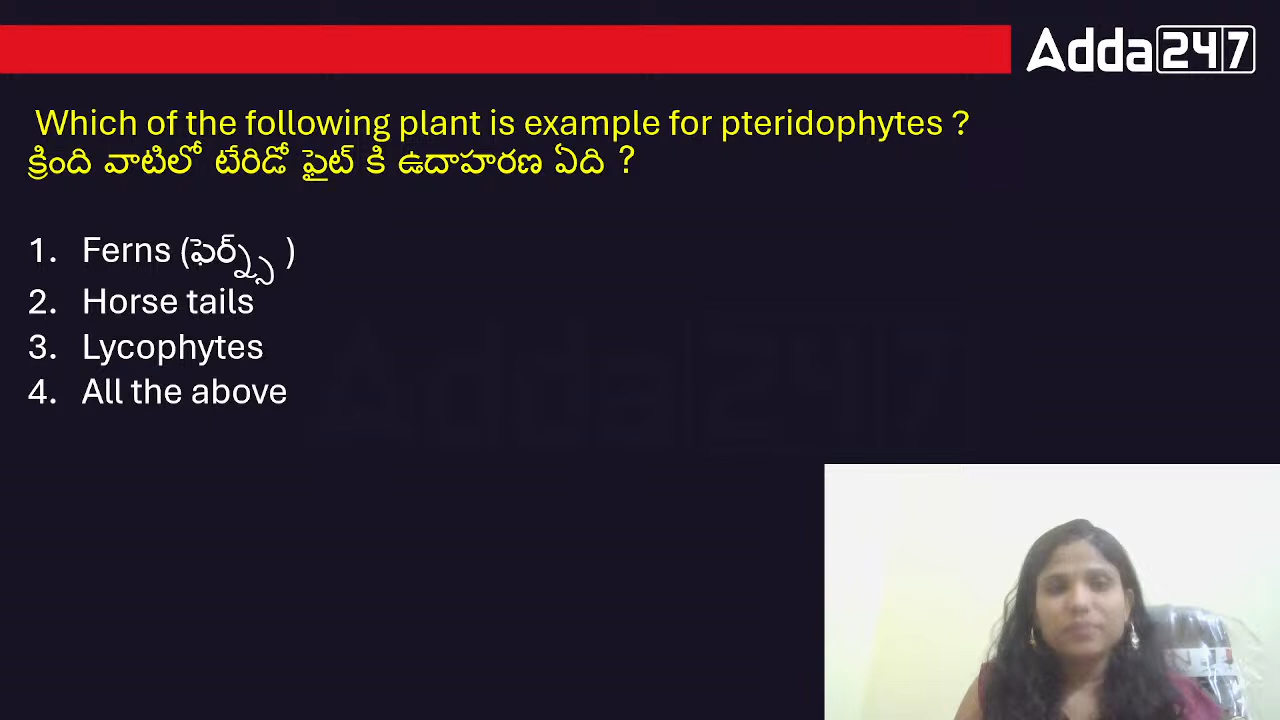 Adda247
Which of the following plant is example for pteridophytes ?
క్రింది వాటిలో టేరిడో ఫైట్ కి ఉదాహరణ ఏది ?
1. Ferns (ఫెర్న్స్ )
2. Horse tails
3. Lycophytes
4. All the above
Adda247